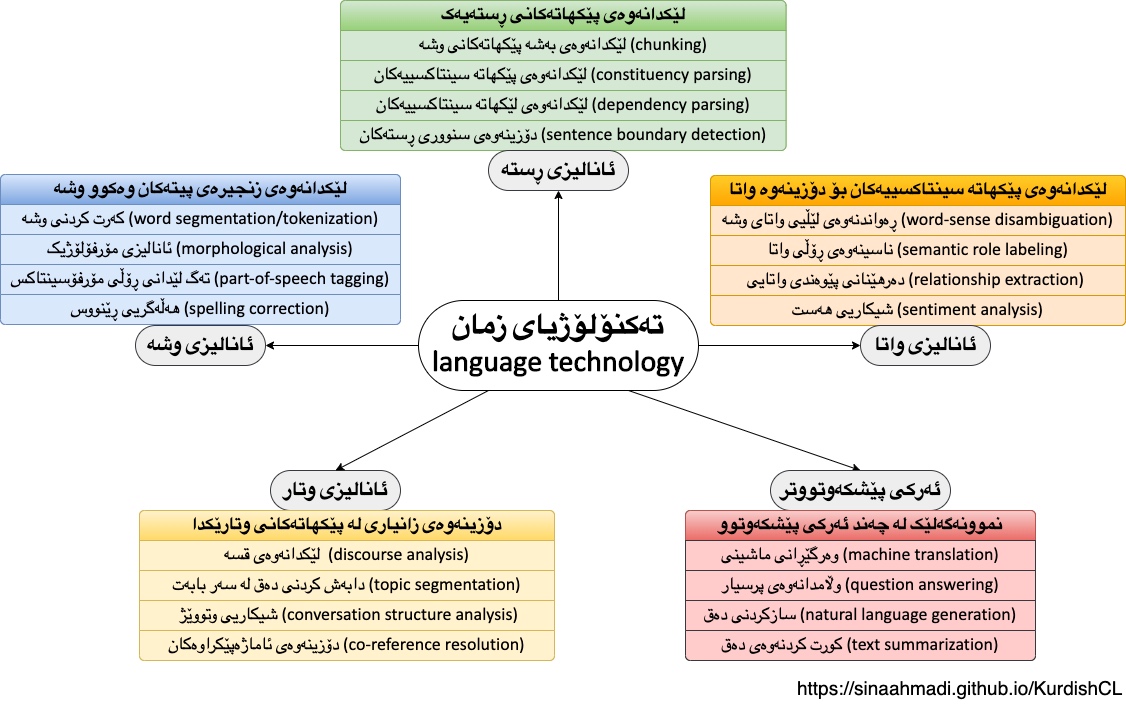 لێکدانەوەی پێکهاتەکانی ڕستەیەک
لێکدانەوەی بەشە پێکهاتەکانی وشە (chunking)
لێکدانەوەی پێکهاتە سینتاکسییەکان (constituency parsing)
لێکدانەوەی لێکهاتە سینتاکسییەکان (dependency parsing)
دۆزینەوەی سنووری ڕستەکان (sentence boundary detection)
ئانالیزی ڕستە
لێکدانەوەی زنجیرەی پیتەکان وەکوو وشە
کەرت کردنی وشە (word segmentation/tokenization)
ئانالیزی مۆرفۆلۆژیک (morphological analysis)
تەگ لێدانی ڕۆڵی مۆرفۆسینتاکس (part-of-speech tagging)
هەڵەگریی ڕێنووس (spelling correction)
ئانالیزی وشە
لێکدانەوەی پێکهاتە سینتاکسییەکان بۆ دۆزینەوە واتا
ڕەواندنەوەی لێڵیی واتای وشە (word-sense disambiguation)
ناسینەوەی ڕۆڵی واتا (semantic role labeling)
دەرهێنانی پێوەندی واتایی (relationship extraction)
شیکاریی هەست (sentiment analysis)
ئانالیزی واتا
تەکنۆلۆژیای زمان
language technology
ئانالیزی وتار
دۆزینەوەی زانیاری لە پێکهاتەکانی وتارێکدا
لێکدانەوەی قسە (discourse analysis)
دابەش کردنی دەق لە سەر بابەت (topic segmentation)
شیکاریی وتووێژ (conversation structure analysis)
دۆزینەوەی ئاماژەپێکراوەکان (co-reference resolution)
ئەرکی پێشکەوتووتر
نموونەگەلێک لە چەند ئەرکی پێشکەوتوو
وەرگێڕانی ماشینی (machine translation)
وڵامدانەوەی پرسیار (question answering)
سازکردنی دەق (natural language generation)
کورت کردنەوەی دەق (text summarization)
https://sinaahmadi.github.io/KurdishCL